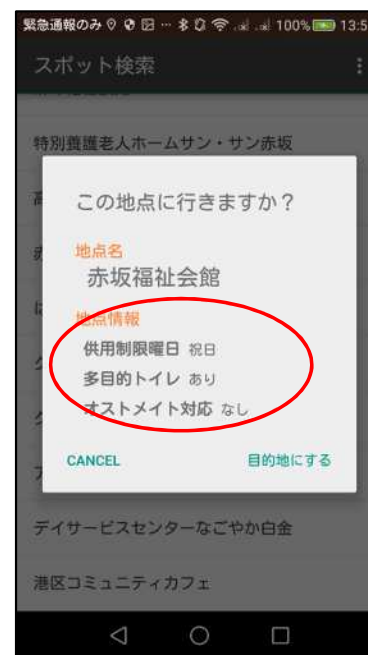 緊急通報のみ 100% 13:5
スポット検索
特別養護老人ホームサン・サン赤坂
この地点に行きますか？
地点名
赤坂福祉会館
地点情報
供用制限曜日 祝日
多目的トイレ あり
オストメイト対応 なし
CANCEL 目的地にする
デイサービスセンターなごやか白金
港区コミュニティカフェ